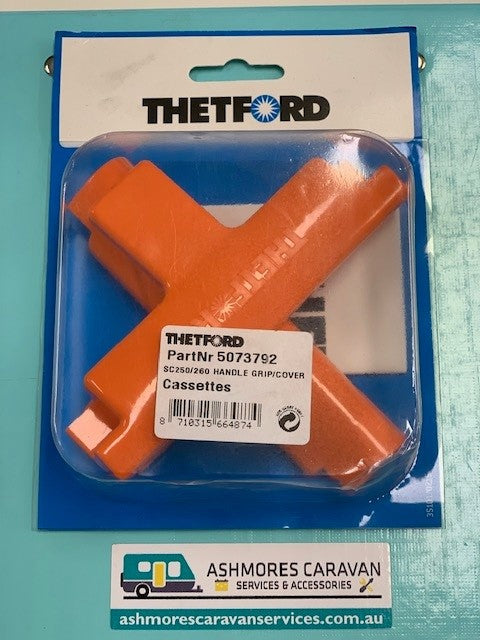 THETFORD
THETFORD
THETFORD
PartNr 5073792
SC250/260 HANDLE GRIP/COVER
Cassettes
8 710315 664874
ASHMORES CARAVAN
SERVICES & ACCESSORIES
ashmorescaravanservices.com.au